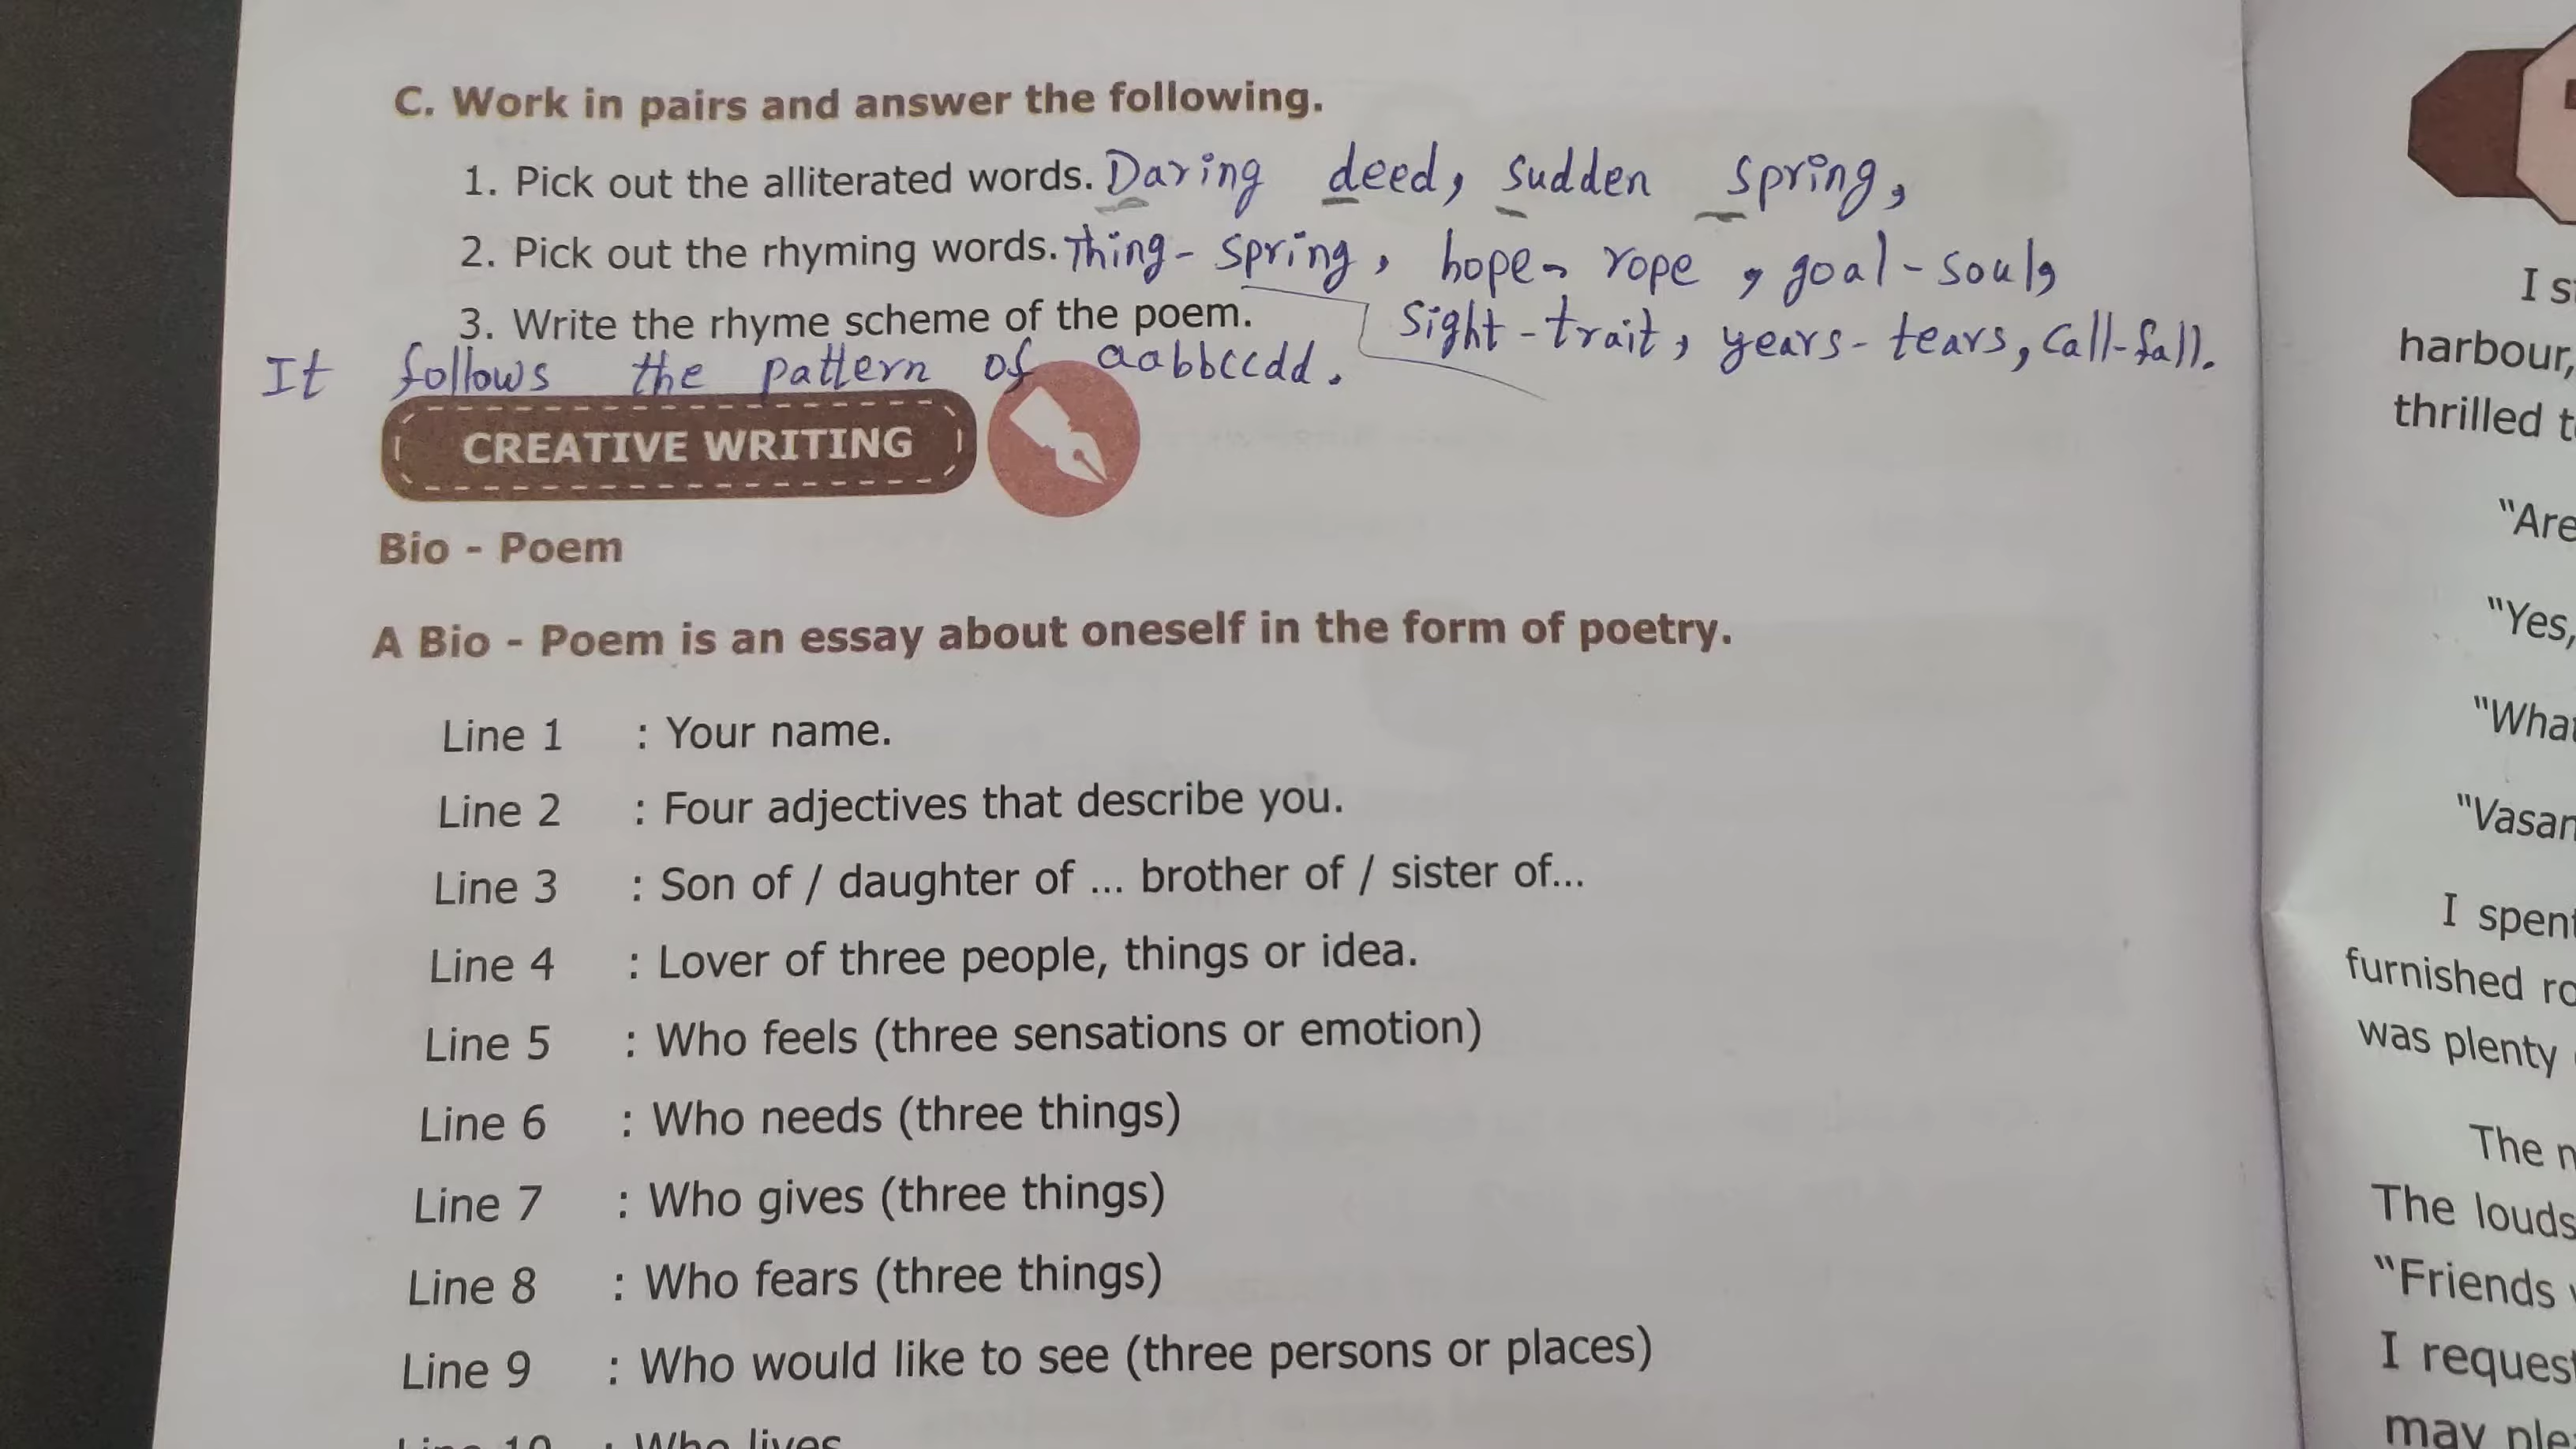 C. Work in pairs and answer the following.
1. Pick out the alliterated words. Daring deed, sudden spring,
2. Pick out the rhyming words. Thing - spring, hope - rope, goal - soul,
sight - trait, years - tears, call - fall.
3. Write the rhyme scheme of the poem.
It follows the pattern of aabbccdd.
CREATIVE WRITING
Bio - Poem
A Bio - Poem is an essay about oneself in the form of poetry.
Line 1 : Your name.
Line 2 : Four adjectives that describe you.
Line 3 : Son of / daughter of ... brother of / sister of...
Line 4 : Lover of three people, things or idea.
Line 5 : Who feels (three sensations or emotion)
Line 6 : Who needs (three things)
Line 7 : Who gives (three things)
Line 8 : Who fears (three things)
Line 9 : Who would like to see (three persons or places)
Line 10 : Who lives
harbour,
thrilled
"Are
"Yes,
I spent
furnished
was plenty
The
The
"Friends
I
may